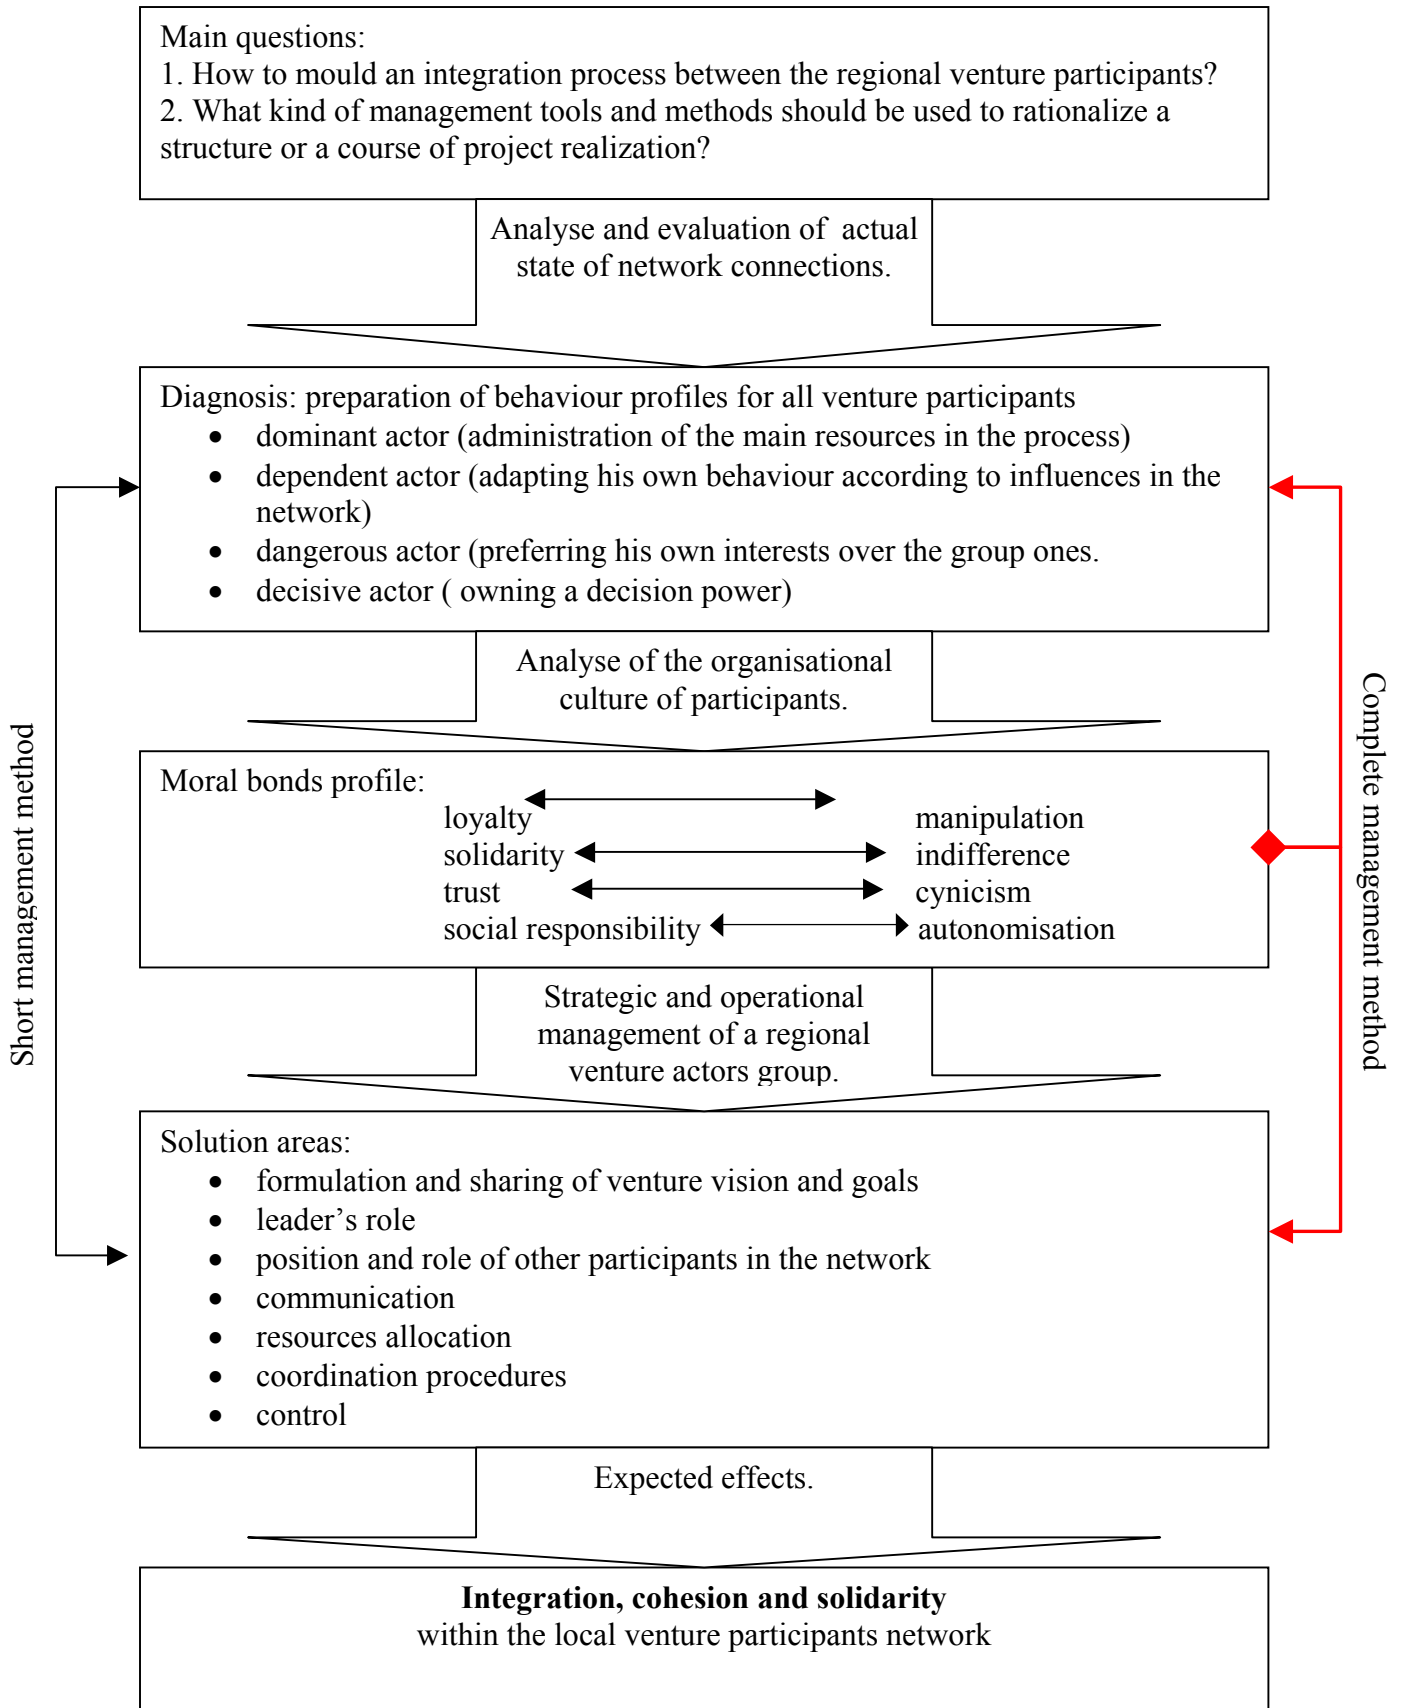 Main questions:
1. How to mould an integration process between the regional venture participants?
2. What kind of management tools and methods should be used to rationalize a
structure or a course of project realization?
Analyse and evaluation of  actual
state of network connections.
Diagnosis: preparation of behaviour profiles for all venture participants
• dominant actor (administration of the main resources in the process)
• dependent actor (adapting his own behaviour according to influences in the
network)
• dangerous actor (preferring his own interests over the group ones.
• decisive actor ( owning a decision power)
Analyse of the organisational
culture of participants.
Short management method
Complete management method
Moral bonds profile:
loyalty manipulation
solidarity indifference
trust cynicism
social responsibility autonomisation
Strategic and operational
management of a regional
venture actors group.
Solution areas:
• formulation and sharing of venture vision and goals
• leader’s role
• position and role of other participants in the network
• communication
• resources allocation
• coordination procedures
• control
Expected effects.
Integration, cohesion and solidarity
within the local venture participants network